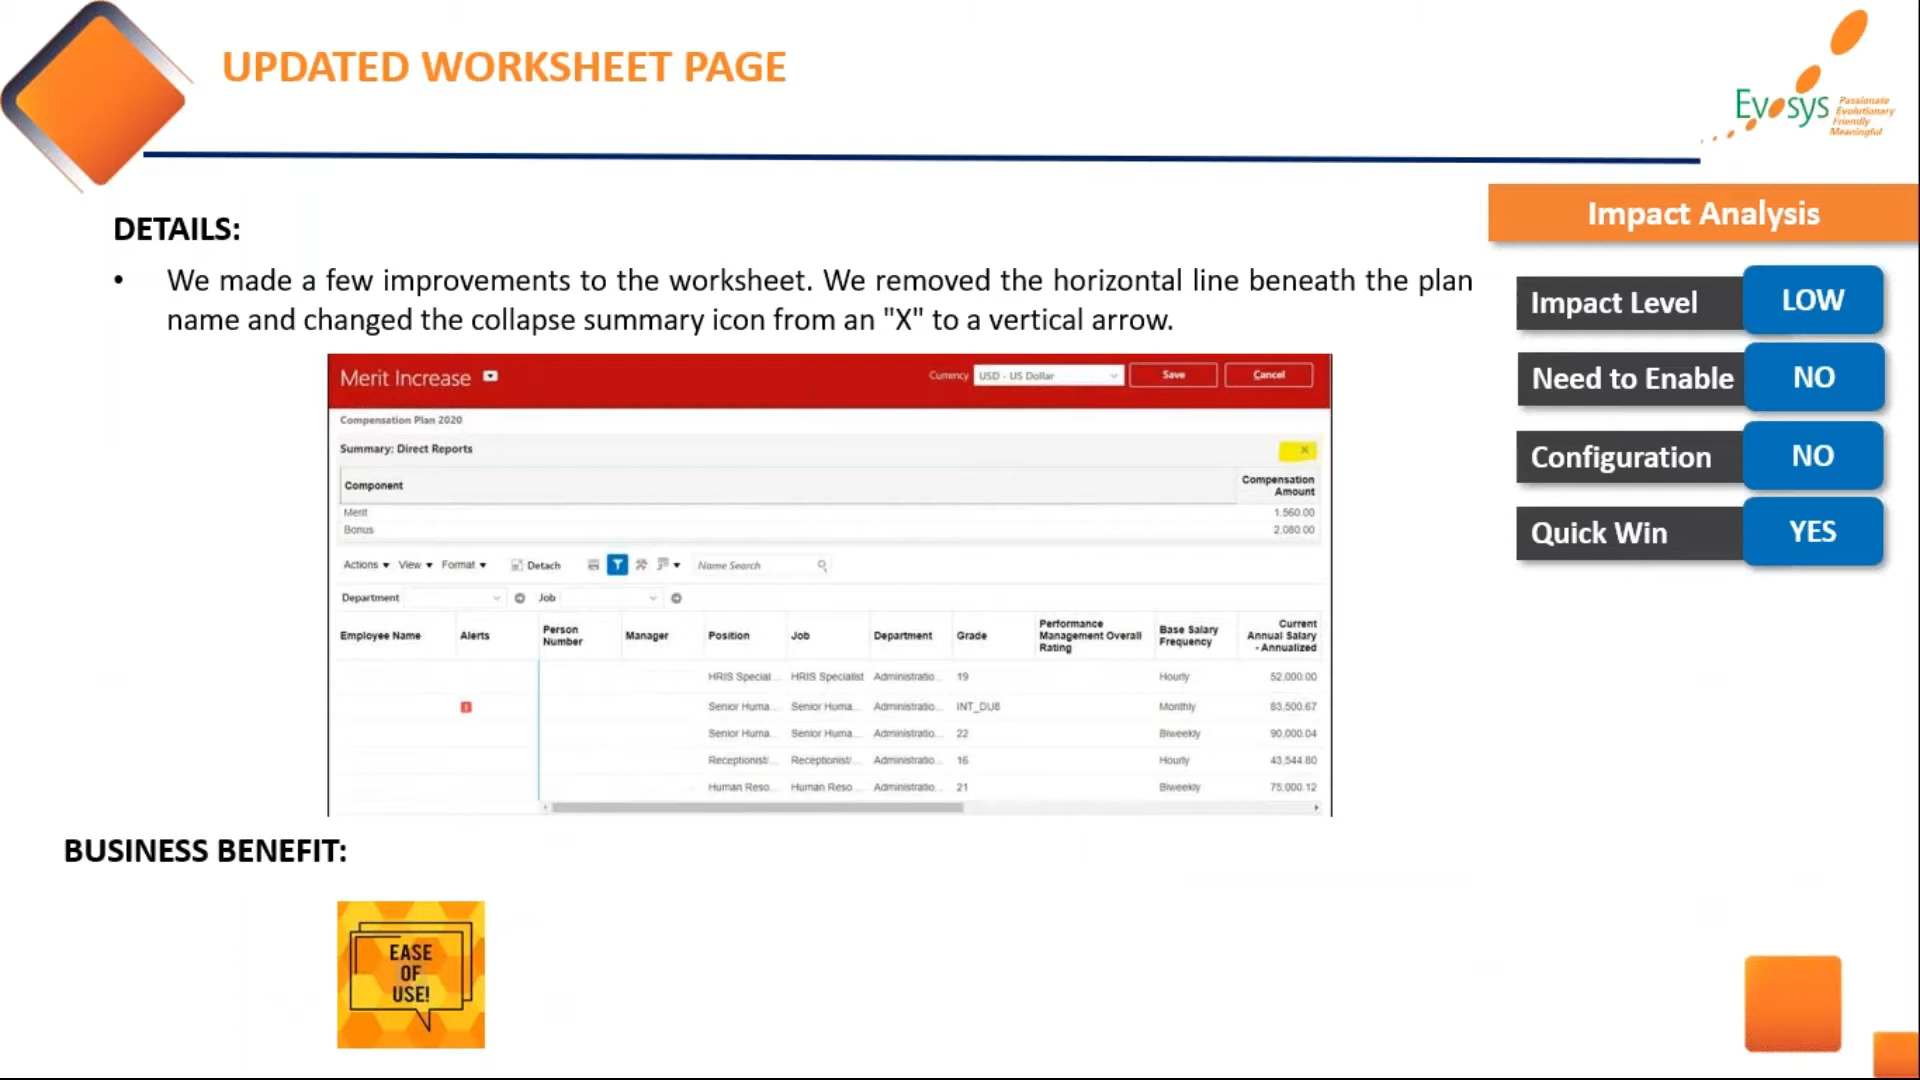 UPDATED WORKSHEET PAGE
Evosys
Passionate
Evolutionary
Friendly
Meaningful
Impact Analysis
Impact Level LOW
Need to Enable NO
Configuration NO
Quick Win YES
DETAILS:
• We made a few improvements to the worksheet. We removed the horizontal line beneath the plan
name and changed the collapse summary icon from an "X" to a vertical arrow.
Merit Increase Currency USD - US Dollar Save Cancel
Compensation Plan 2020
Summary: Direct Reports
Component Compensation
Amount
Merit 1,560.00
Bonus 2,080.00
Actions View Format Detach Name Search
Department Job
Employee Name Alerts Person
Number Manager Position Job Department Grade Performance
Management Overall
Rating Base Salary
Frequency Current
Annual Salary
- Annualized
HRIS Special... HRIS Specialist Administratio... 19 Hourly 52,000.00
Senior Huma... Senior Huma... Administratio... INT_DU8 Monthly 83,500.67
Senior Huma... Senior Huma... Administratio... 22 Biweekly 90,000.04
Receptionist/... Receptionist/... Administratio... 16 Hourly 43,544.80
Human Reso... Human Reso... Administratio... 21 Biweekly 75,000.12
BUSINESS BENEFIT:
EASE
OF
USE!